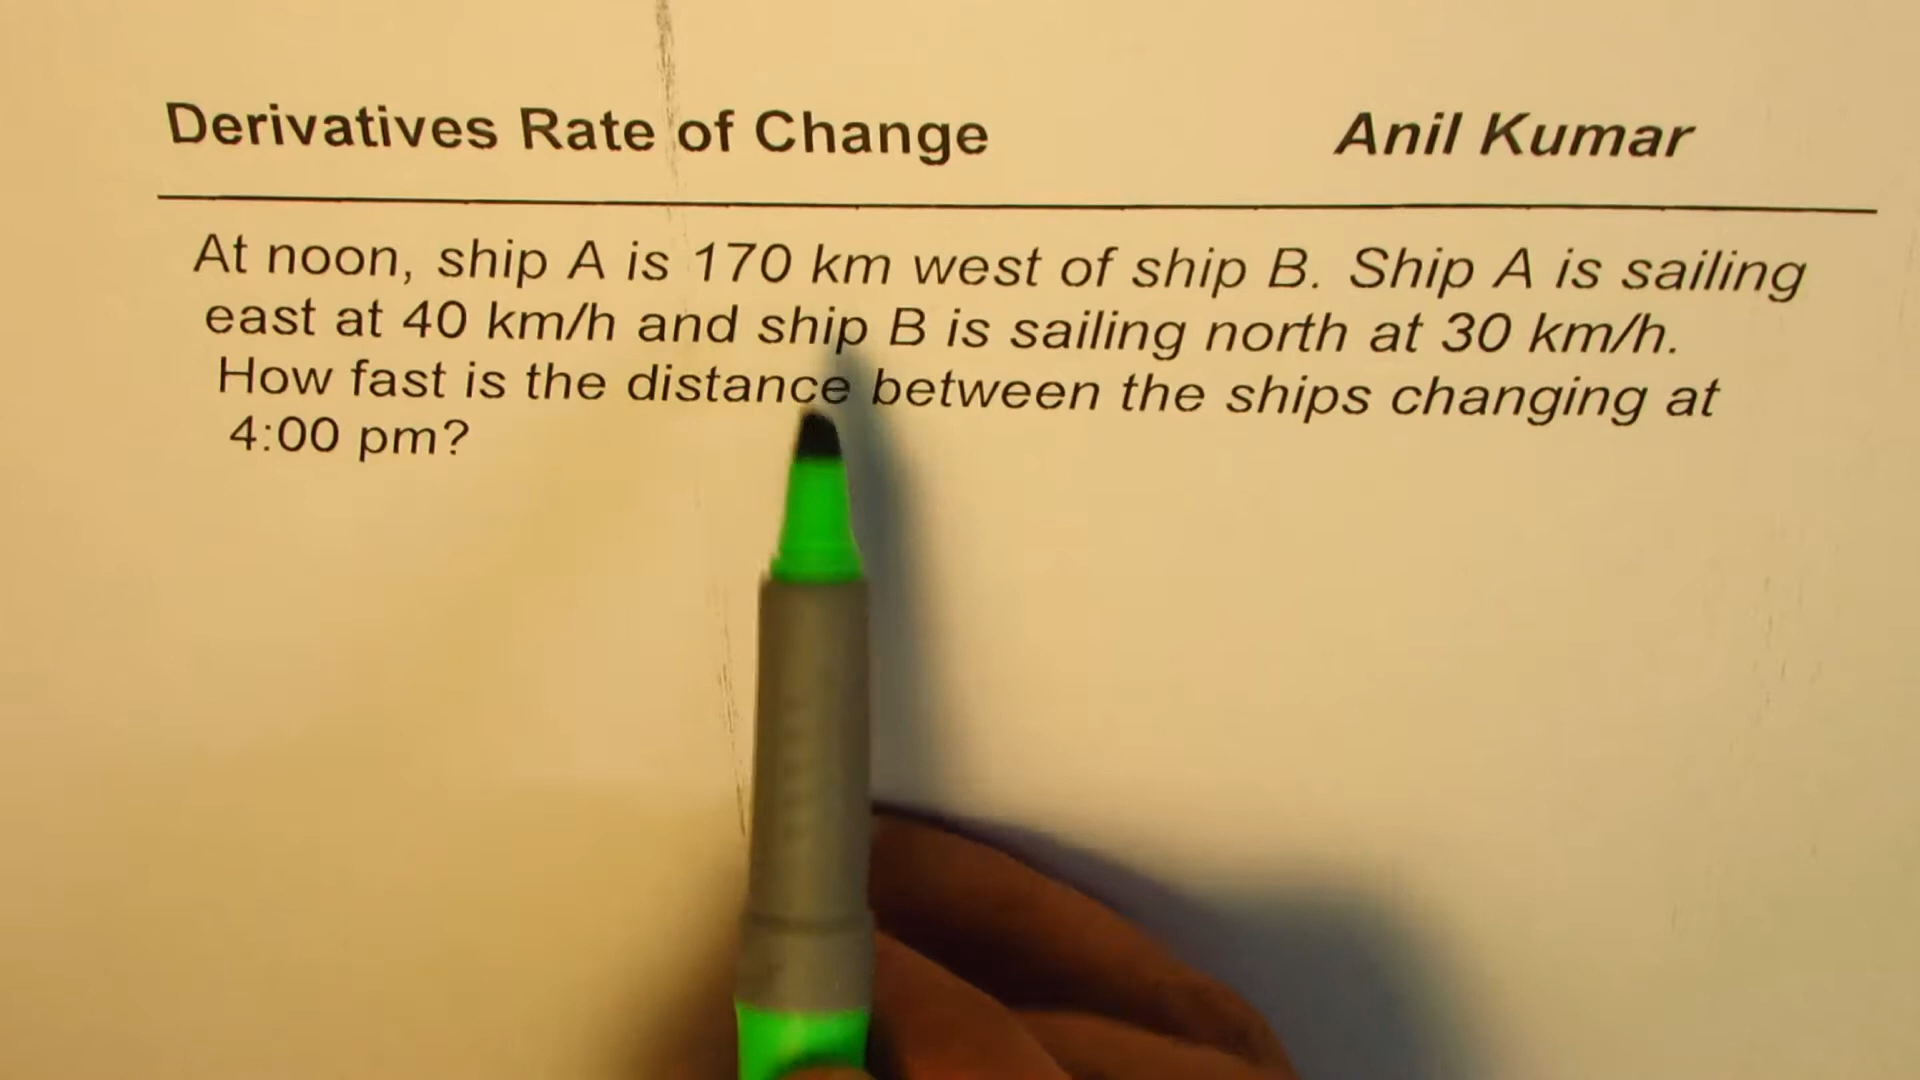 Derivatives Rate of Change Anil Kumar
At noon, ship A is 170 km west of ship B. Ship A is sailing
east at 40 km/h and ship B is sailing north at 30 km/h.
How fast is the distance between the ships changing at
4:00 pm?